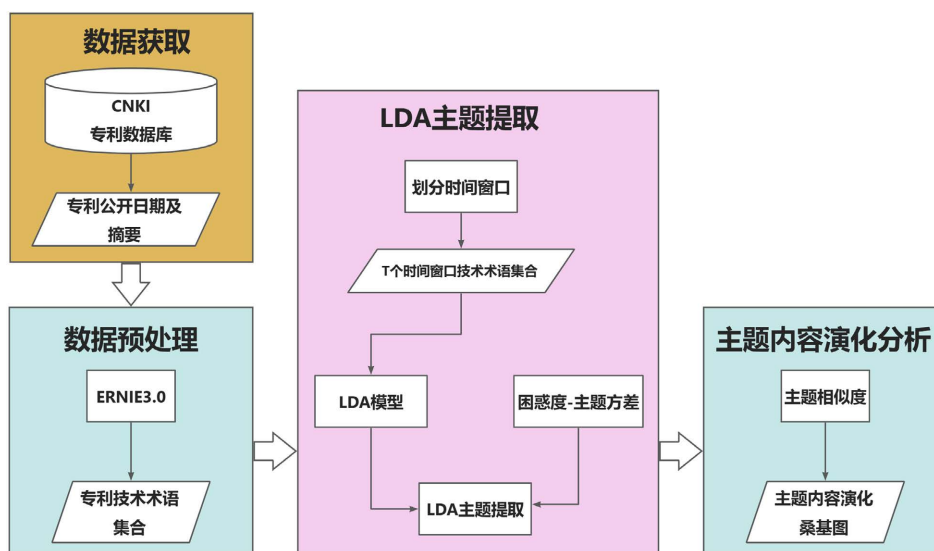 数据获取
CNKI
专利数据库
专利公开日期及
摘要
数据预处理
ERNIE3.0
专利技术术语
集合
LDA主题提取
划分时间窗口
T个时间窗口技术术语集合
LDA模型
困惑度-主题方差
LDA主题提取
主题内容演化分析
主题相似度
主题内容演化
桑基图